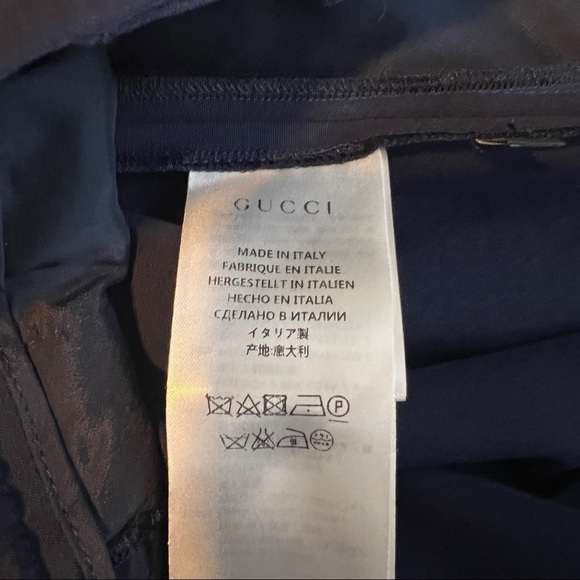 GUCCI
MADE IN ITALY
FABRIQUE EN ITALIE
HERGESTELLT IN ITALIEN
HECHO EN ITALIA
СДЕЛАНО В ИТАЛИИ
イタリア製
产地:意大利
P